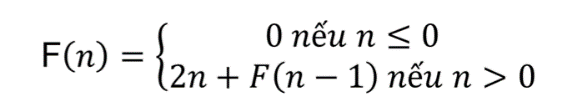 0 nếu n ≤ 0
F(n) = {
2n + F(n − 1) nếu n > 0